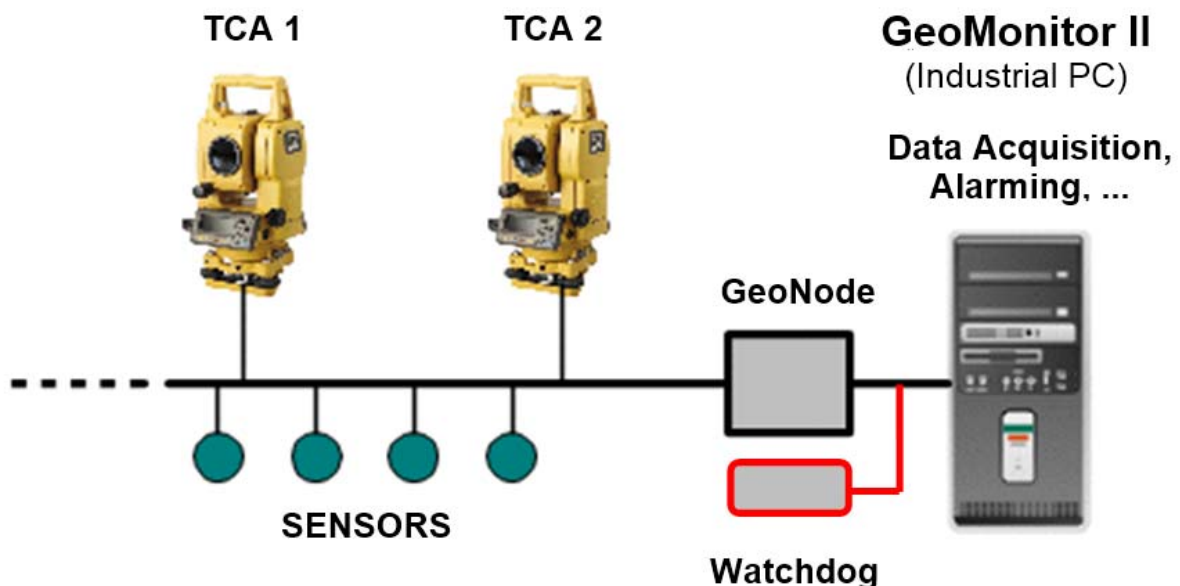 TCA 1
TCA 2
GeoMonitor II
(Industrial PC)
Data Acquisition,
Alarming, ...
GeoNode
SENSORS
Watchdog